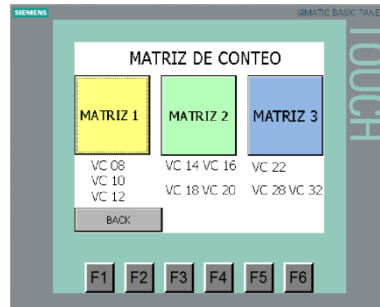 SIEMENS SIMATIC BASIC PANEL
TOUCH
MATRIZ DE CONTEO
MATRIZ 1 MATRIZ 2 MATRIZ 3
VC 08 VC 14 VC 16 VC 22
VC 10
VC 12 VC 18 VC 20 VC 28 VC 32
BACK
F1 F2 F3 F4 F5 F6